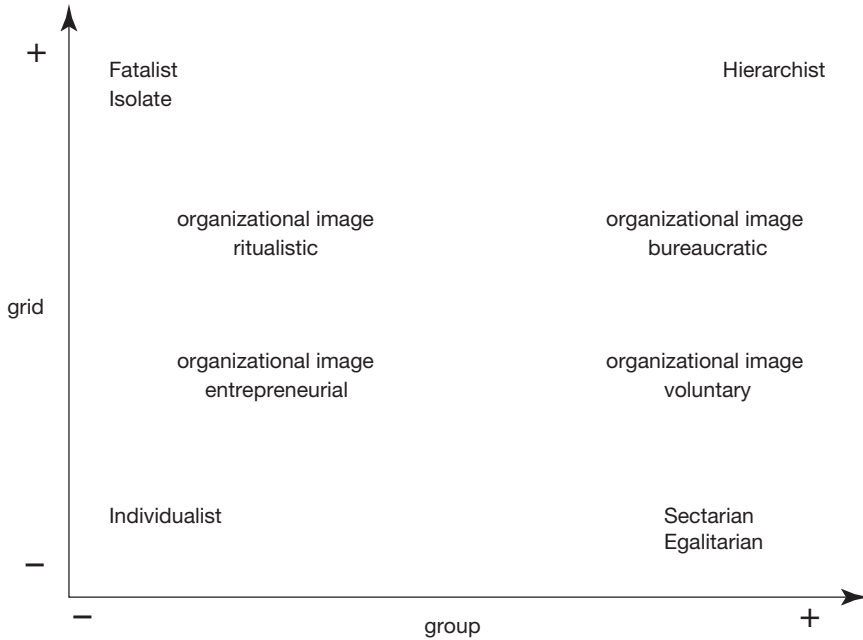 +
Fatalist
Isolate
Hierarchist
organizational image
ritualistic
organizational image
bureaucratic
grid
organizational image
entrepreneurial
organizational image
voluntary
Individualist
Sectarian
Egalitarian
−
−
group
+